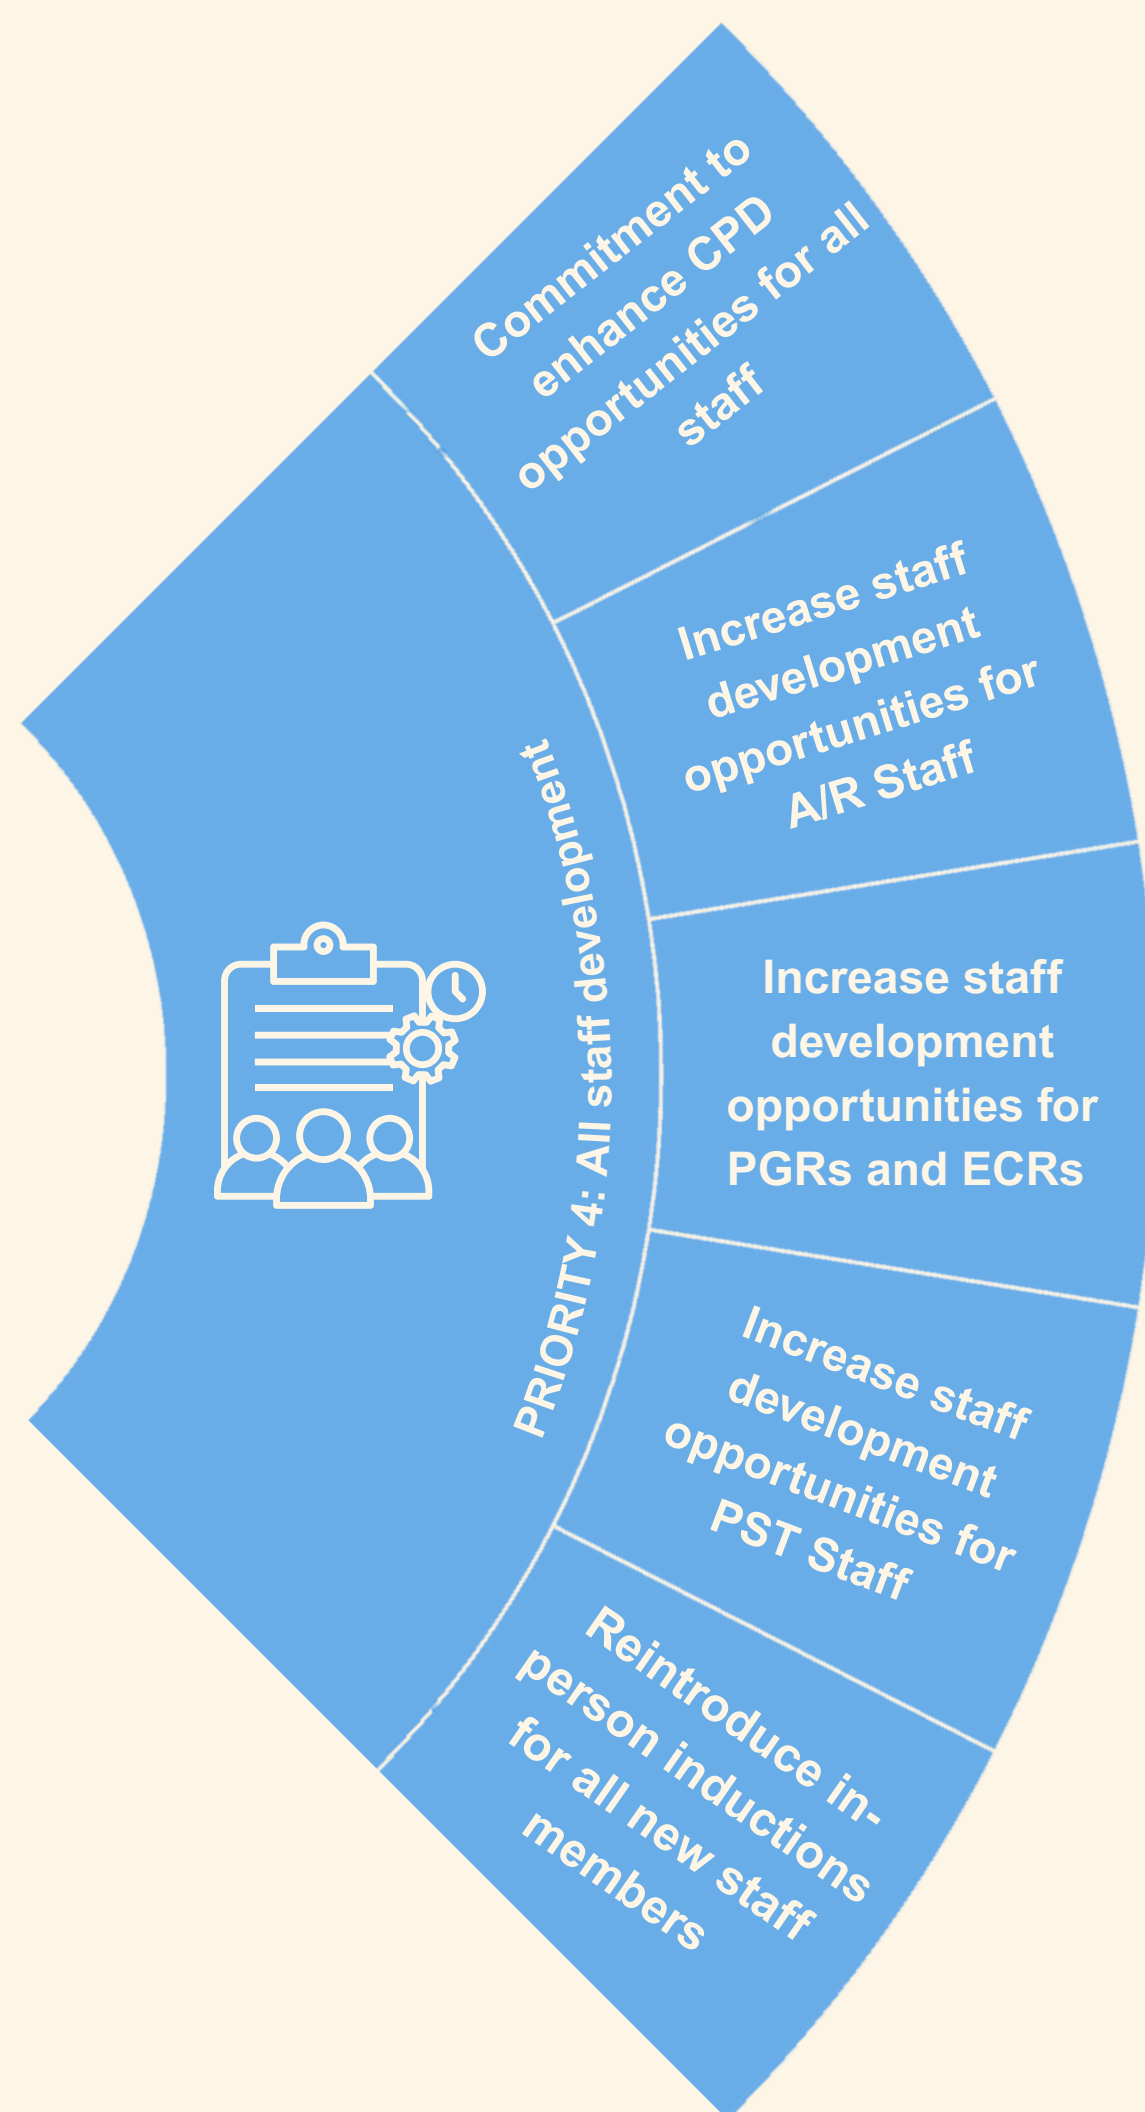 Commitment to
enhance CPD
opportunities for all
staff
Increase staff
development
opportunities for
A/R Staff
PRIORITY 4: All staff development
Increase staff
development
opportunities for
PGRs and ECRs
Increase staff
development
opportunities for
PST Staff
Reintroduce in-
person inductions
for all new staff
members